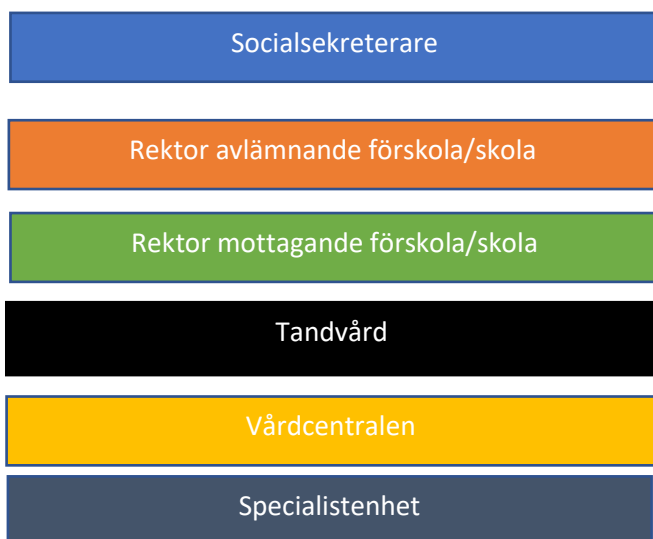 Socialsekreterare
Rektor avlämnande förskola/skola
Rektor mottagande förskola/skola
Tandvård
Vårdcentralen
Specialistenhet